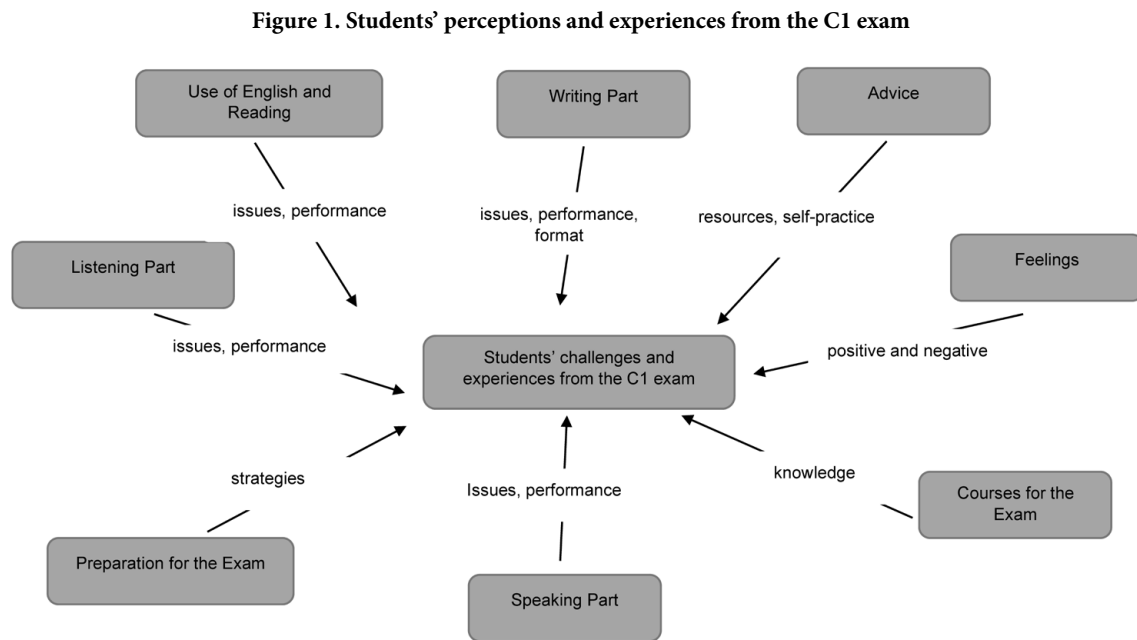 Figure 1. Students’ perceptions and experiences from the C1 exam
Use of English and
Reading
Writing Part
Advice
issues, performance
issues, performance,
format
resources, self-practice
Listening Part
Feelings
issues, performance
Students’ challenges and
experiences from the C1 exam
positive and negative
strategies
Issues, performance
knowledge
Courses for the
Exam
Preparation for the Exam
Speaking Part